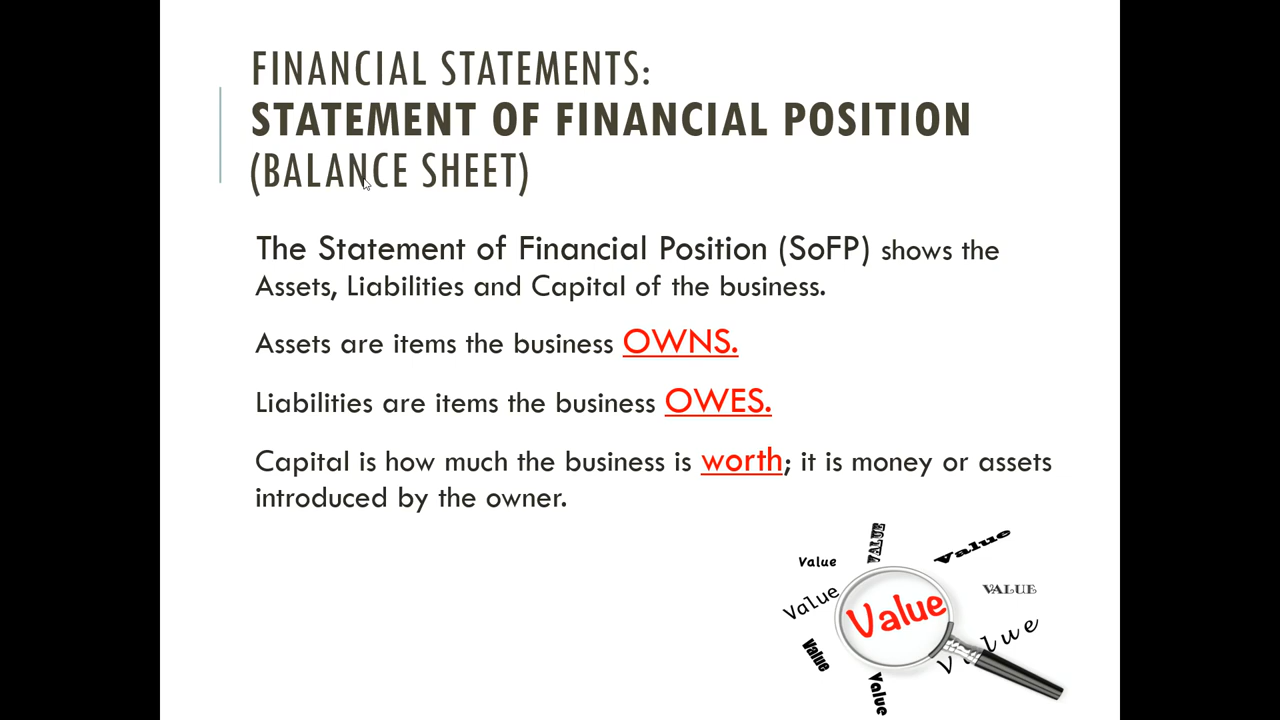 FINANCIAL STATEMENTS:
STATEMENT OF FINANCIAL POSITION
(BALANCE SHEET)
The Statement of Financial Position (SoFP) shows the
Assets, Liabilities and Capital of the business.
Assets are items the business OWNS.
Liabilities are items the business OWES.
Capital is how much the business is worth; it is money or assets
introduced by the owner.
VALUE
Value
Value
VALUE
Value
Value
Value
Value
Value